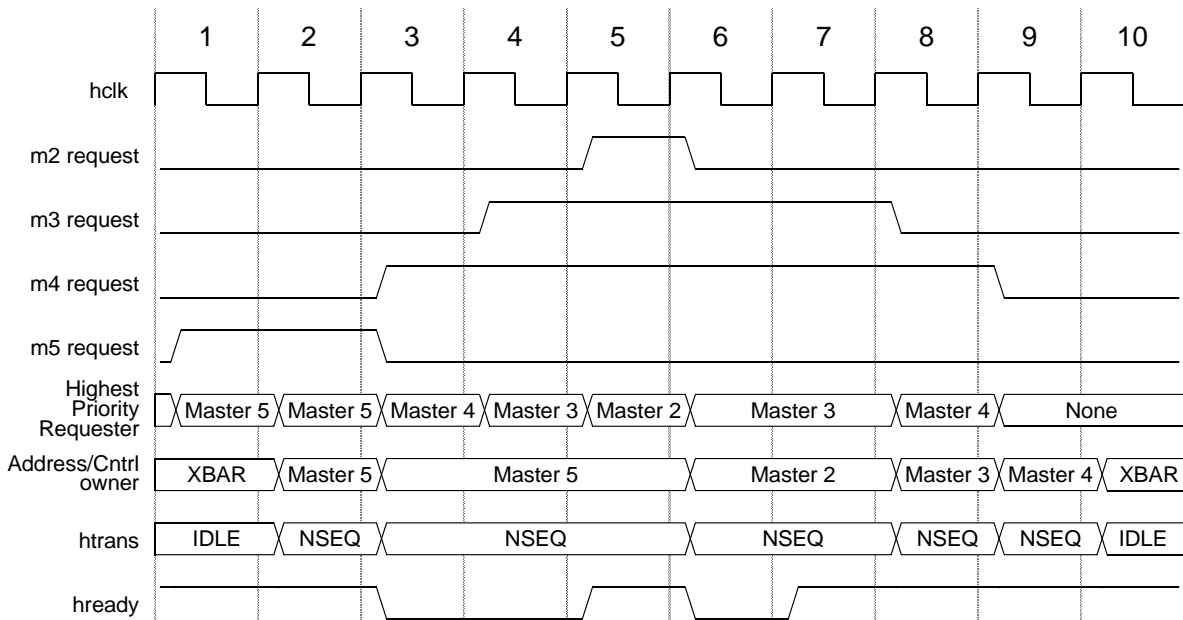 1 2 3 4 5 6 7 8 9 10
hclk
m2 request
m3 request
m4 request
m5 request
Highest
Priority
Requester
Master 5 Master 5 Master 4 Master 3 Master 2 Master 3 Master 4 None
Address/Cntrl
owner
XBAR Master 5 Master 5 Master 2 Master 3 Master 4 XBAR
htrans IDLE NSEQ NSEQ NSEQ NSEQ NSEQ IDLE
hready